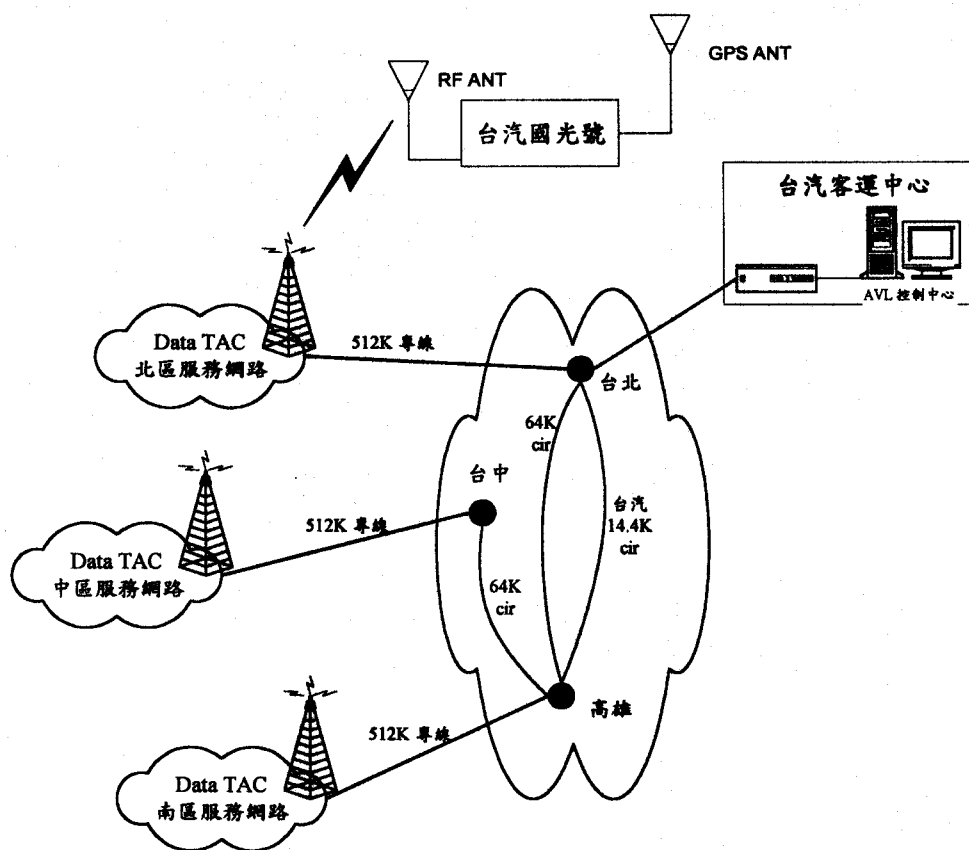 GPS ANT
RF ANT
台汽國光號
台汽客運中心
AVL 控制中心
Data TAC
北區服務網路
512K 專線
台北
64K
cir
台中
台汽
14.4K
cir
512K 專線
Data TAC
中區服務網路
64K
cir
高雄
512K 專線
Data TAC
南區服務網路